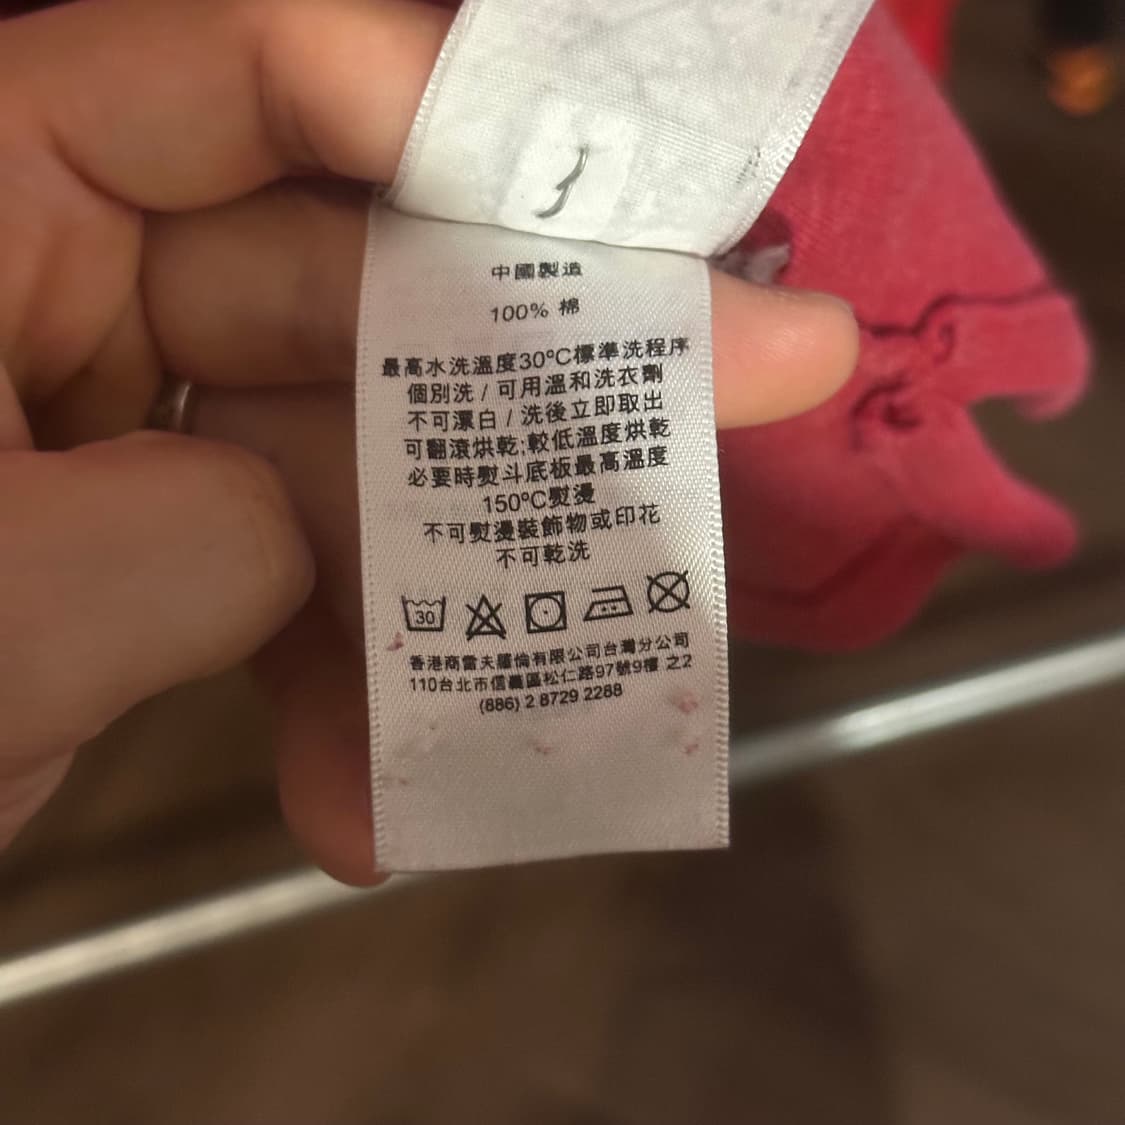 中國製造
100% 棉
最高水洗溫度30ºC標準洗程序
個別洗 / 可用溫和洗衣劑
不可漂白 / 洗後立即取出
可翻滾烘乾;較低溫度烘乾
必要時熨斗底板最高溫度
150ºC熨燙
不可熨燙裝飾物或印花
不可乾洗
30
香港商雷夫羅倫有限公司台灣分公司
110台北市信義區松仁路97號9樓 之2
(886) 2 8729 2288